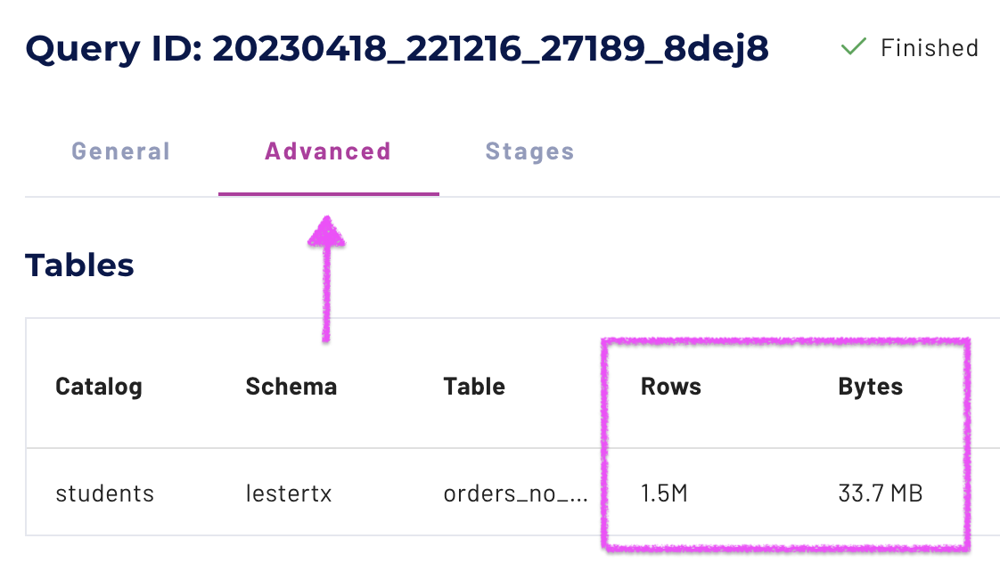 Query ID: 20230418_221216_27189_8dej8 Finished
General Advanced Stages
Tables
Catalog Schema Table Rows Bytes
students lestertx orders_no_... 1.5M 33.7 MB